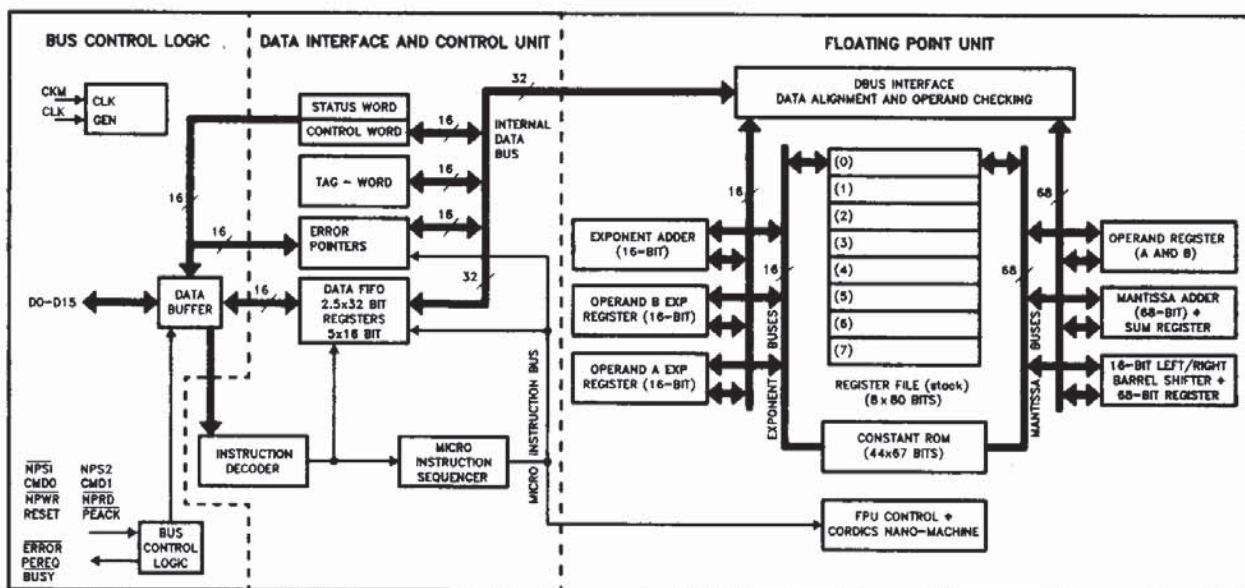 BUS CONTROL LOGIC
DATA INTERFACE AND CONTROL UNIT
FLOATING POINT UNIT
CKM
CLK
CLK
GEN
STATUS WORD
CONTROL WORD
16
INTERNAL
DATA
BUS
32
DBUS INTERFACE
DATA ALIGNMENT AND OPERAND CHECKING
TAG - WORD
16
16
16
ERROR
POINTERS
16
32
DO-D15
DATA
BUFFER
16
DATA FIFO
2.5x32 BIT
REGISTERS
5x16 BIT
16
68
(0)
(1)
(2)
(3)
(4)
(5)
(6)
(7)
EXPONENT ADDER
(16-BIT)
OPERAND B EXP
REGISTER (16-BIT)
OPERAND A EXP
REGISTER (16-BIT)
16
EXPONENT BUSES
68
MANTISSA BUSES
OPERAND REGISTER
(A AND B)
MANTISSA ADDER
(68-BIT) +
SUM REGISTER
16-BIT LEFT/RIGHT
BARREL SHIFTER +
68-BIT REGISTER
REGISTER FILE (stock)
(8x80 BITS)
CONSTANT ROM
(44x67 BITS)
INSTRUCTION
DECODER
MICRO
INSTRUCTION
SEQUENCER
MICRO INSTRUCTION BUS
FPU CONTROL +
CORDICS NANO-MACHINE
NPS1 NPS2
CMD0 CMD1
NPWR NPRD
RESET PEACK
ERROR
PEREQ
BUSY
BUS
CONTROL
LOGIC